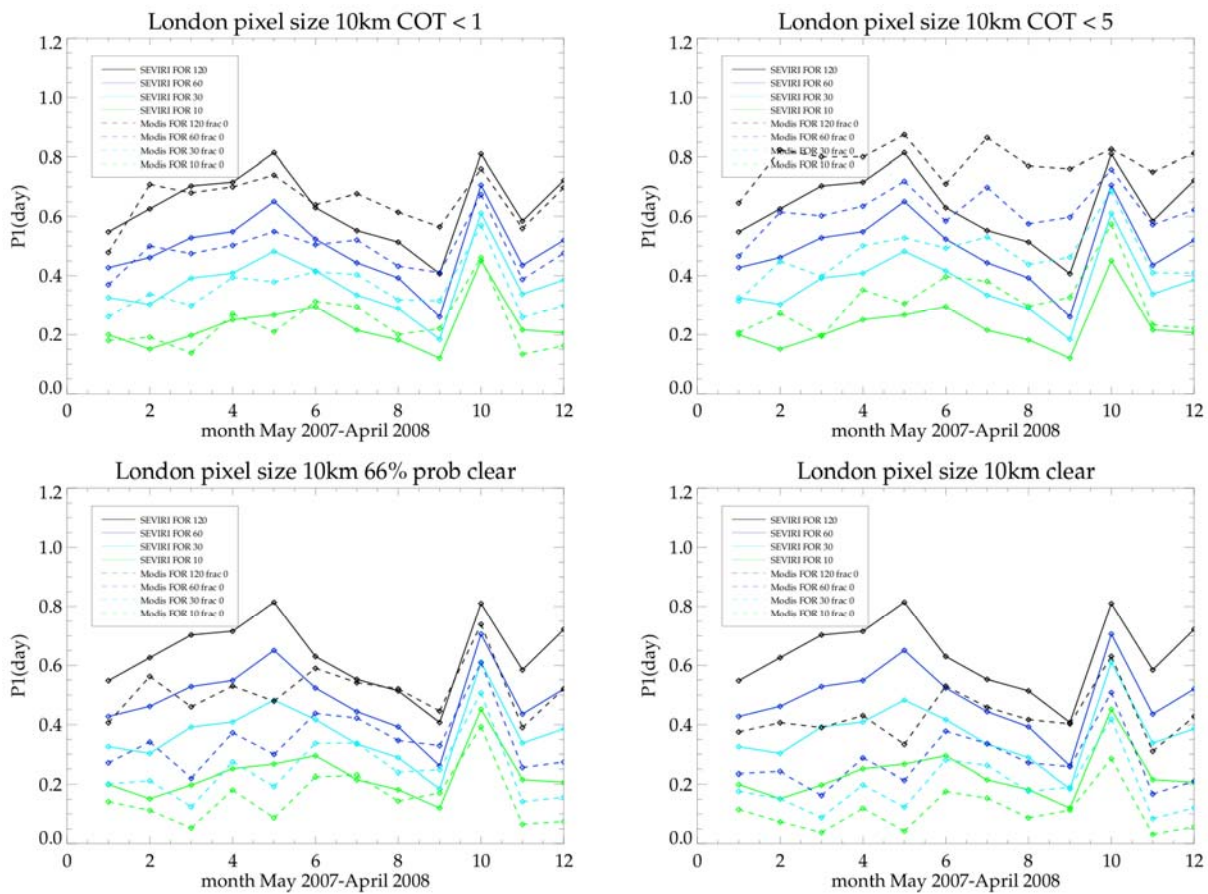 London pixel size 10km COT < 1
1.2
1.0
0.8
0.6
0.4
0.2
0.0
P1(day)
SEVIRI FOR 120
SEVIRI FOR 60
SEVIRI FOR 30
SEVIRI FOR 10
Modis FOR 120 frac 0
Modis FOR 60 frac 0
Modis FOR 30 frac 0
Modis FOR 10 frac 0
0 2 4 6 8 10 12
month May 2007-April 2008
London pixel size 10km COT < 5
1.2
1.0
0.8
0.6
0.4
0.2
0.0
P1(day)
SEVIRI FOR 120
SEVIRI FOR 60
SEVIRI FOR 30
SEVIRI FOR 10
Modis FOR 120 frac 0
Modis FOR 60 frac 0
Modis FOR 30 frac 0
Modis FOR 10 frac 0
0 2 4 6 8 10 12
month May 2007-April 2008
London pixel size 10km 66% prob clear
1.2
1.0
0.8
0.6
0.4
0.2
0.0
P1(day)
SEVIRI FOR 120
SEVIRI FOR 60
SEVIRI FOR 30
SEVIRI FOR 10
Modis FOR 120 frac 0
Modis FOR 60 frac 0
Modis FOR 30 frac 0
Modis FOR 10 frac 0
0 2 4 6 8 10 12
month May 2007-April 2008
London pixel size 10km clear
1.2
1.0
0.8
0.6
0.4
0.2
0.0
P1(day)
SEVIRI FOR 120
SEVIRI FOR 60
SEVIRI FOR 30
SEVIRI FOR 10
Modis FOR 120 frac 0
Modis FOR 60 frac 0
Modis FOR 30 frac 0
Modis FOR 10 frac 0
0 2 4 6 8 10 12
month May 2007-April 2008